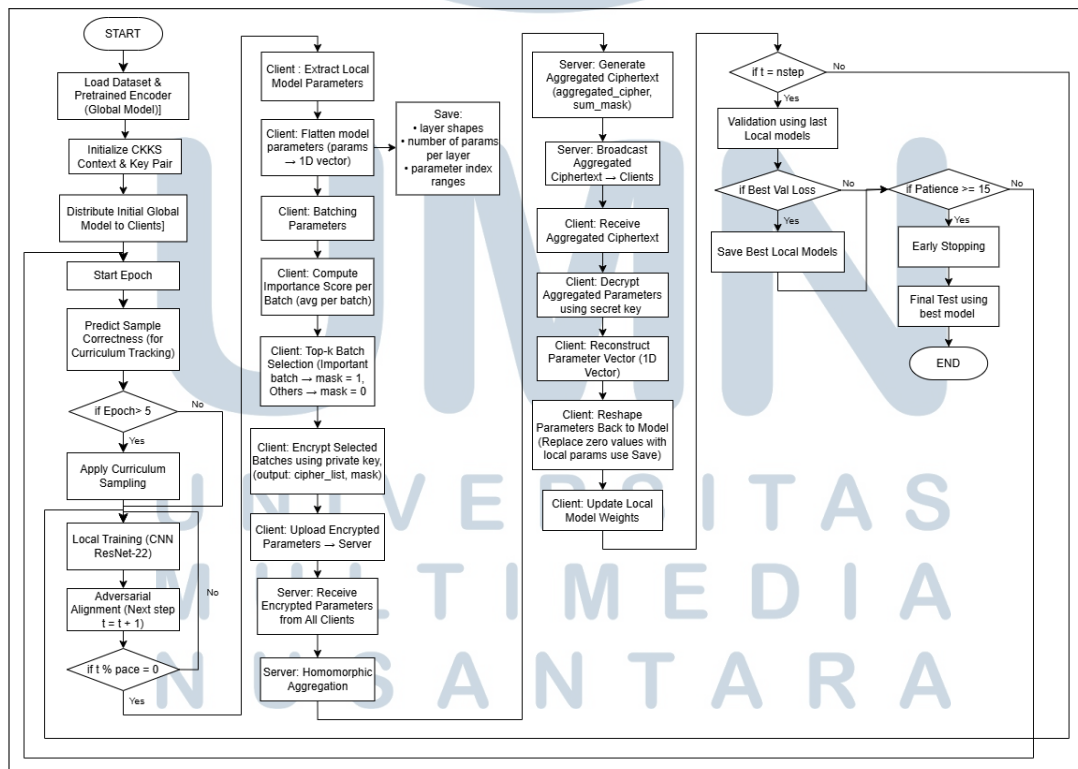 START
Load Dataset &
Pretrained Encoder
(Global Model)]
Initialize CKKS
Context & Key Pair
Distribute Initial Global
Model to Clients]
Start Epoch
Predict Sample
Correctness (for
Curriculum Tracking)
if Epoch> 5
No
Yes
Apply Curriculum
Sampling
Local Training (CNN
ResNet-22)
No
Adversarial
Alignment (Next step
t = t + 1)
if t % pace = 0
Yes
Client : Extract Local
Model Parameters
Client: Flatten model
parameters (params
→ 1D vector)
Save:
• layer shapes
• number of params
per layer
• parameter index
ranges
Client: Batching
Parameters
Client: Compute
Importance Score per
Batch (avg per batch)
Client: Top-k Batch
Selection (Important
batch → mask = 1,
Others → mask = 0)
Client: Encrypt Selected
Batches using private key,
(output: cipher_list, mask)
Client: Upload Encrypted
Parameters → Server
Server: Receive
Encrypted Parameters
from All Clients
Server: Homomorphic
Aggregation
Server: Generate
Aggregated Ciphertext
(aggregated_cipher,
sum_mask)
Server: Broadcast
Aggregated
Ciphertext → Clients
Client: Receive
Aggregated Ciphertext
Client: Decrypt
Aggregated Parameters
using secret key
Client: Reconstruct
Parameter Vector (1D
Vector)
Client: Reshape
Parameters Back to Model
(Replace zero values with
local params use Save)
Client: Update Local
Model Weights
if t = nstep
No
Yes
Validation using last
Local models
if Best Val Loss
No
Yes
Save Best Local Models
if Patience >= 15
No
Yes
Early Stopping
Final Test using
best model
END
UMN
UNIVERSITAS
MULTIMEDIA
NUSANTARA